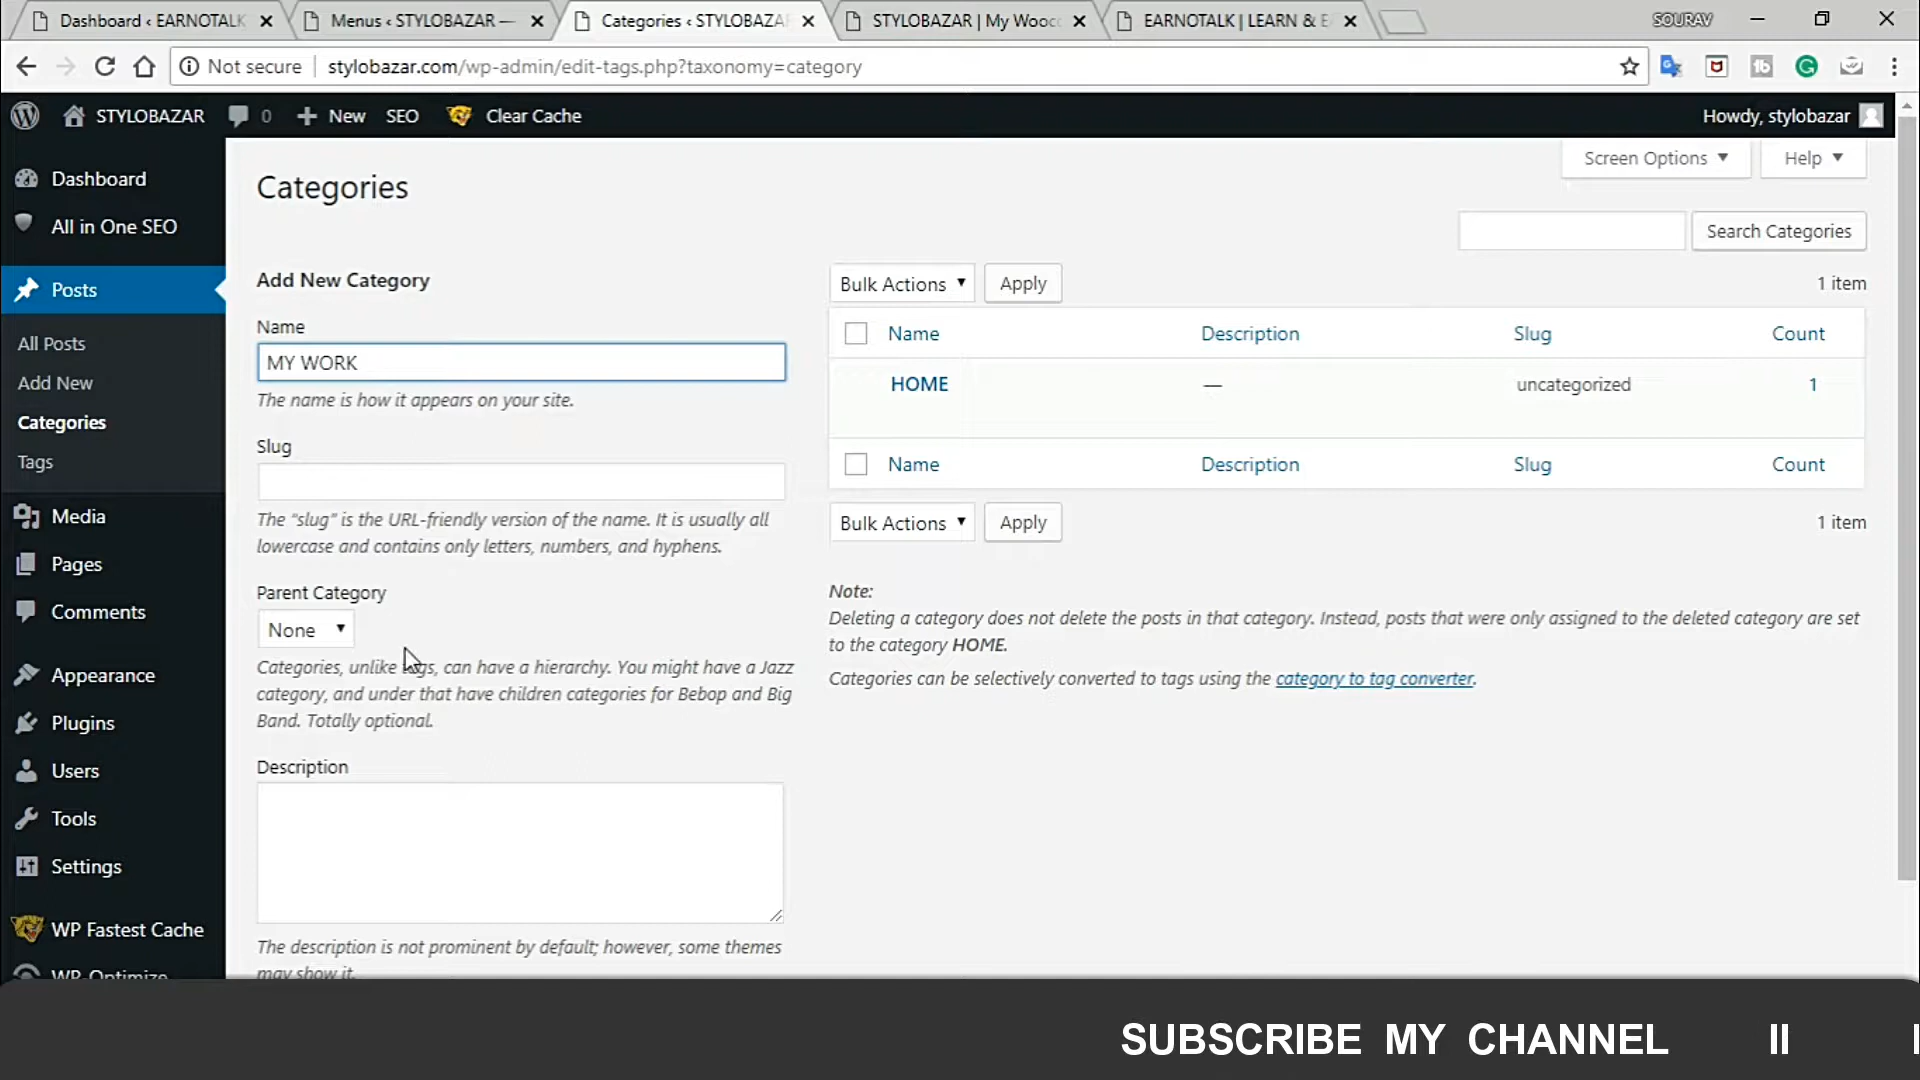 Dashboard ‹ EARNOTALK
Menus ‹ STYLOBAZAR —
Categories ‹ STYLOBAZA
STYLOBAZAR | My Wooc
EARNOTALK | LEARN & E
SOURAV
Not secure
stylobazar.com/wp-admin/edit-tags.php?taxonomy=category
STYLOBAZAR
0
New
SEO
Clear Cache
Howdy, stylobazar
Screen Options
Help
Dashboard
All in One SEO
Posts
All Posts
Add New
Categories
Tags
Media
Pages
Comments
Appearance
Plugins
Users
Tools
Settings
WP Fastest Cache
WP-Optimize
Categories
Search Categories
Add New Category
Name
MY WORK
The name is how it appears on your site.
Slug
The “slug” is the URL-friendly version of the name. It is usually all
lowercase and contains only letters, numbers, and hyphens.
Parent Category
None
Categories, unlike tags, can have a hierarchy. You might have a Jazz
category, and under that have children categories for Bebop and Big
Band. Totally optional.
Description
The description is not prominent by default; however, some themes
may show it.
Bulk Actions
Apply
1 item
Name Description Slug Count
HOME — uncategorized 1
Name Description Slug Count
Bulk Actions
Apply
1 item
Note:
Deleting a category does not delete the posts in that category. Instead, posts that were only assigned to the deleted category are set
to the category HOME.
Categories can be selectively converted to tags using the category to tag converter.
SUBSCRIBE MY CHANNEL II